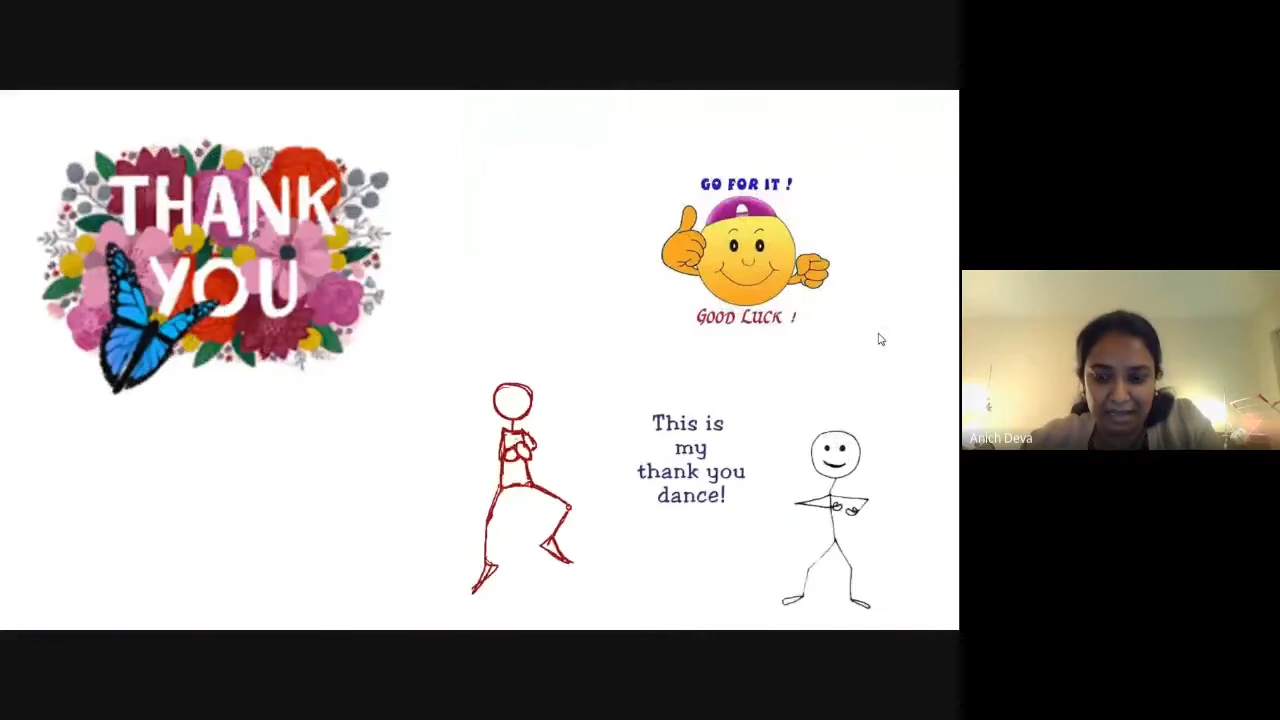 THANK
YOU
GO FOR IT !
GOOD LUCK !
This is
my
thank you
dance!
Anich Deva